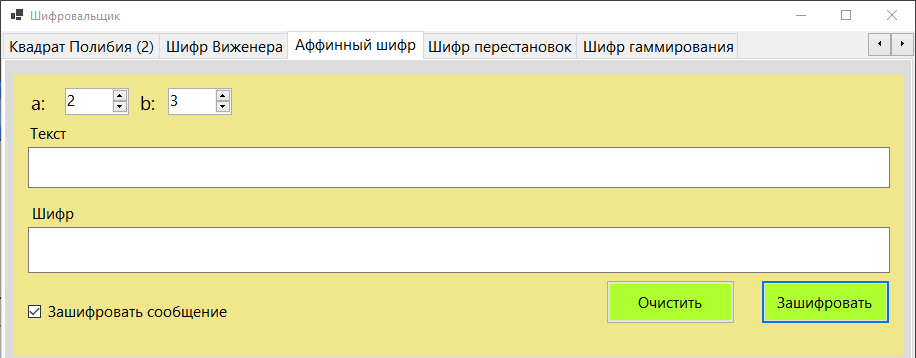 Шифровальщик
Квадрат Полибия (2) Шифр Виженера Аффинный шифр Шифр перестановок Шифр гаммирования
a: 2 b: 3
Текст
Шифр
Зашифровать сообщение Очистить Зашифровать